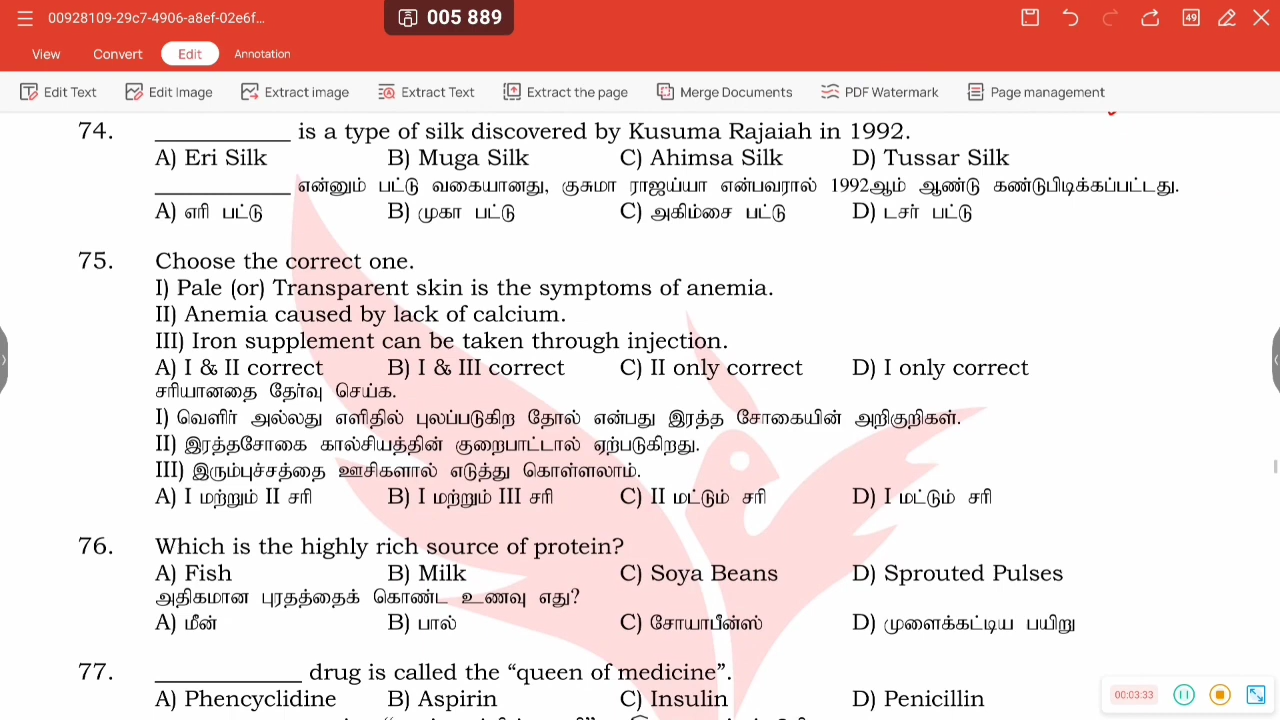 00928109-29c7-4906-a8ef-02e6f...
005 889
49
View Convert Edit Annotation
Edit Text Edit Image Extract image Extract Text Extract the page Merge Documents PDF Watermark Page management
74. ____________ is a type of silk discovered by Kusuma Rajaiah in 1992.
A) Eri Silk B) Muga Silk C) Ahimsa Silk D) Tussar Silk
____________ என்னும் பட்டு வகையானது, குசுமா ராஜய்யா என்பவரால் 1992ஆம் ஆண்டு கண்டுபிடிக்கப்பட்டது.
A) எரி பட்டு B) முகா பட்டு C) அகிம்சை பட்டு D) டசர் பட்டு
75. Choose the correct one.
I) Pale (or) Transparent skin is the symptoms of anemia.
II) Anemia caused by lack of calcium.
III) Iron supplement can be taken through injection.
A) I & II correct B) I & III correct C) II only correct D) I only correct
சரியானதை தேர்வு செய்க.
I) வெளிர் அல்லது எளிதில் புலப்படுகிற தோல் என்பது இரத்த சோகையின் அறிகுறிகள்.
II) இரத்தசோகை கால்சியத்தின் குறைபாட்டால் ஏற்படுகிறது.
III) இரும்புச்சத்தை ஊசிகளால் எடுத்து கொள்ளலாம்.
A) I மற்றும் II சரி B) I மற்றும் III சரி C) II மட்டும் சரி D) I மட்டும் சரி
76. Which is the highly rich source of protein?
A) Fish B) Milk C) Soya Beans D) Sprouted Pulses
அதிகமான புரதத்தைக் கொண்ட உணவு எது?
A) மீன் B) பால் C) சோயாபீன்ஸ் D) முளைக்கட்டிய பயிறு
77. _____________ drug is called the “queen of medicine”.
A) Phencyclidine B) Aspirin C) Insulin D) Penicillin
00:03:33